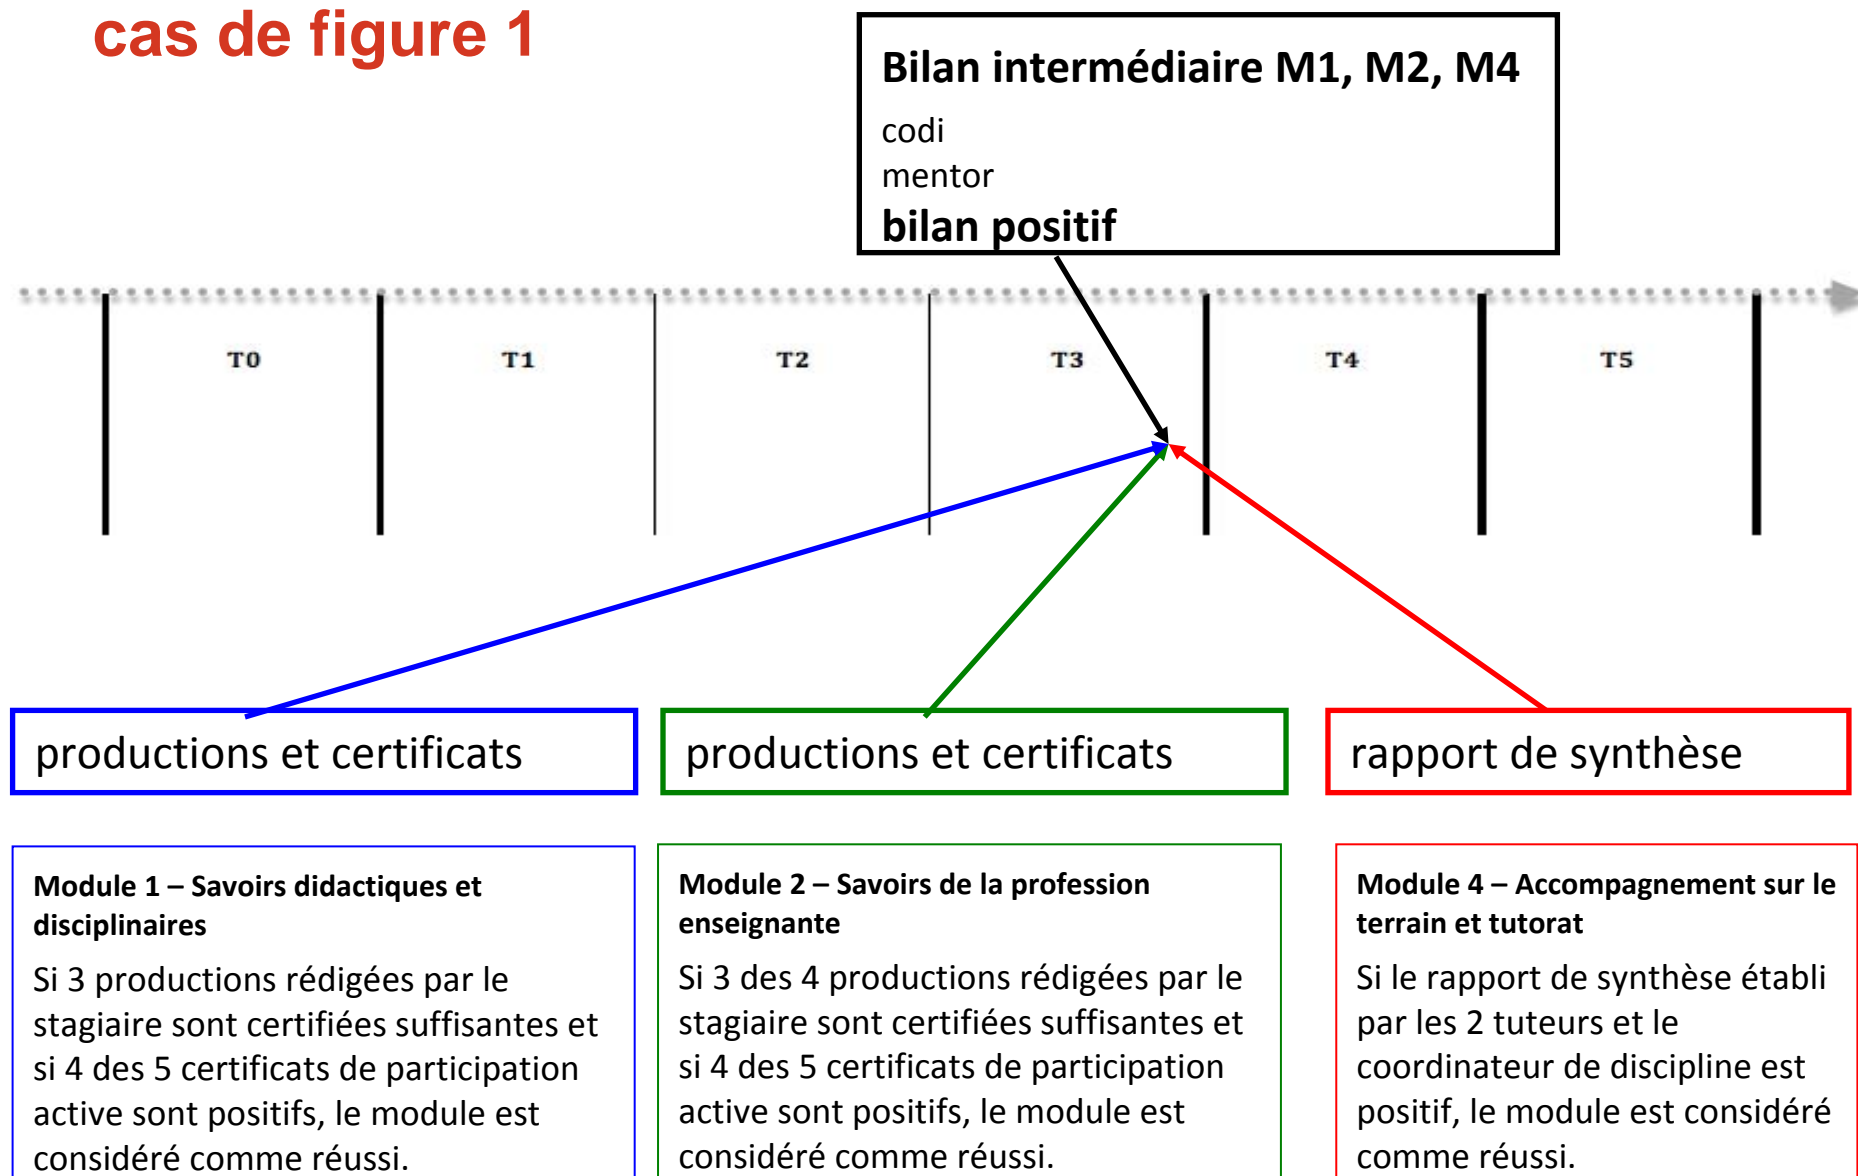 cas de figure 1
Bilan intermédiaire M1, M2, M4
codi
mentor
bilan positif
T0
T1
T2
T3
T4
T5
productions et certificats
productions et certificats
rapport de synthèse
Module 1 – Savoirs didactiques et
disciplinaires
Si 3 productions rédigées par le
stagiaire sont certifiées suffisantes et
si 4 des 5 certificats de participation
active sont positifs, le module est
considéré comme réussi.
Module 2 – Savoirs de la profession
enseignante
Si 3 des 4 productions rédigées par le
stagiaire sont certifiées suffisantes et
si 4 des 5 certificats de participation
active sont positifs, le module est
considéré comme réussi.
Module 4 – Accompagnement sur le
terrain et tutorat
Si le rapport de synthèse établi
par les 2 tuteurs et le
coordinateur de discipline est
positif, le module est considéré
comme réussi.